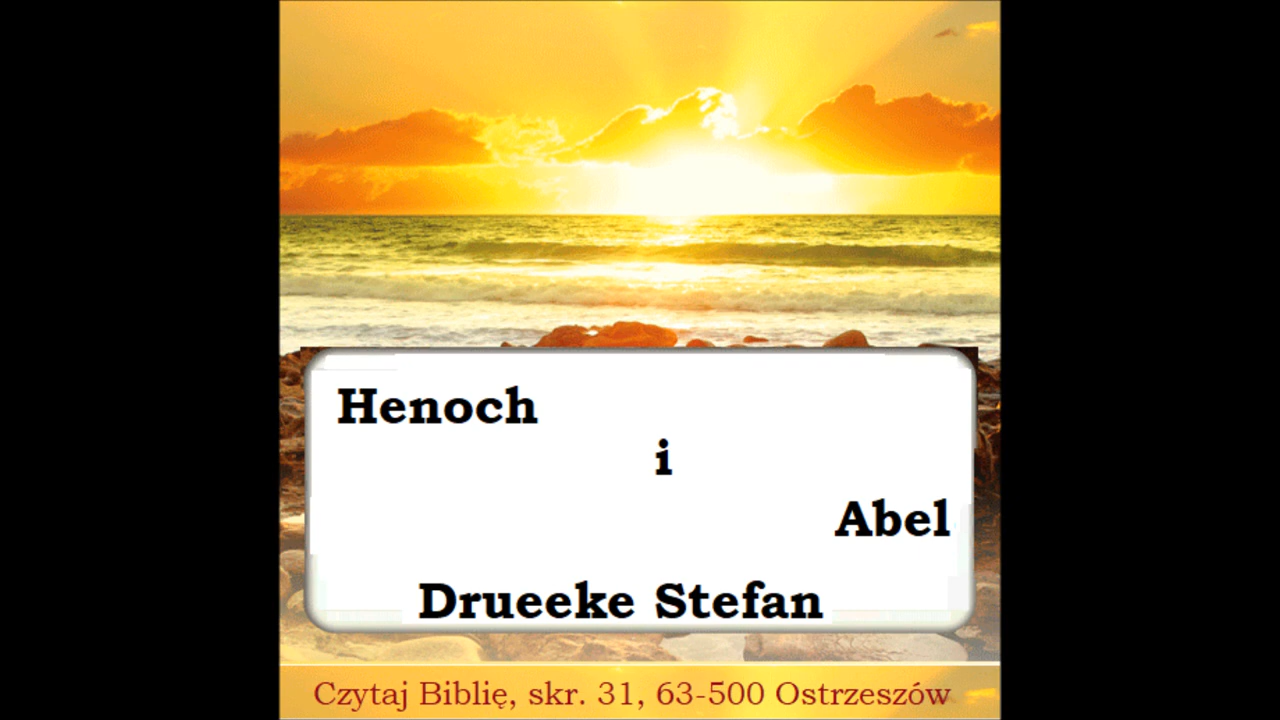 Henoch
i
Abel
Drueeke Stefan
Czytaj Biblię, skr. 31, 63-500 Ostrzeszów